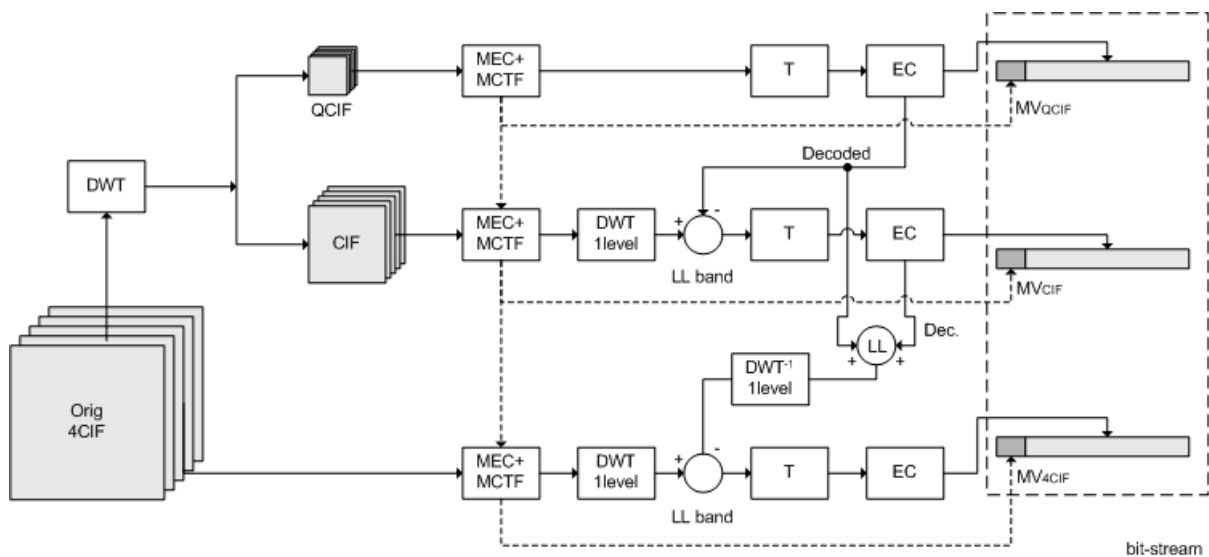 MEC+
MCTF
T
EC
QCIF
MVQCIF
Decoded
DWT
CIF
MEC+
MCTF
DWT
1level
+
-
T
EC
LL band
MVCIF
Dec.
LL
+
+
DWT-1
1level
Orig
4CIF
MEC+
MCTF
DWT
1level
+
-
T
EC
LL band
MV4CIF
bit-stream